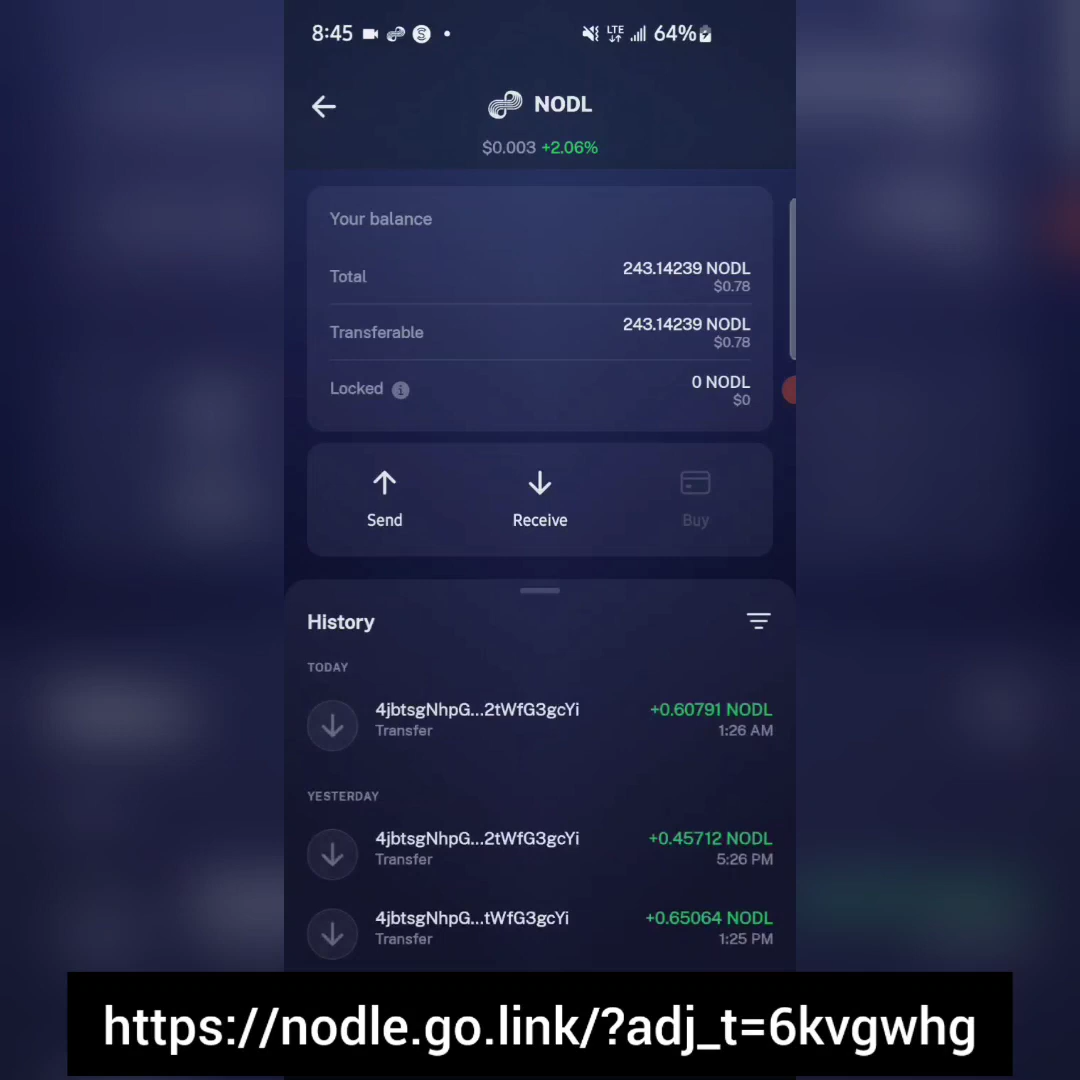 8:45 LTE 64%
NODL
$0.003 +2.06%
Your balance
Total 243.14239 NODL
$0.78
Transferable 243.14239 NODL
$0.78
Locked 0 NODL
$0
Send Receive Buy
History
TODAY
4jbtsgNhpG...2tWfG3gcYi +0.60791 NODL
Transfer 1:26 AM
YESTERDAY
4jbtsgNhpG...2tWfG3gcYi +0.45712 NODL
Transfer 5:26 PM
4jbtsgNhpG...tWfG3gcYi +0.65064 NODL
Transfer 1:25 PM
https://nodle.go.link/?adj_t=6kvgwhg